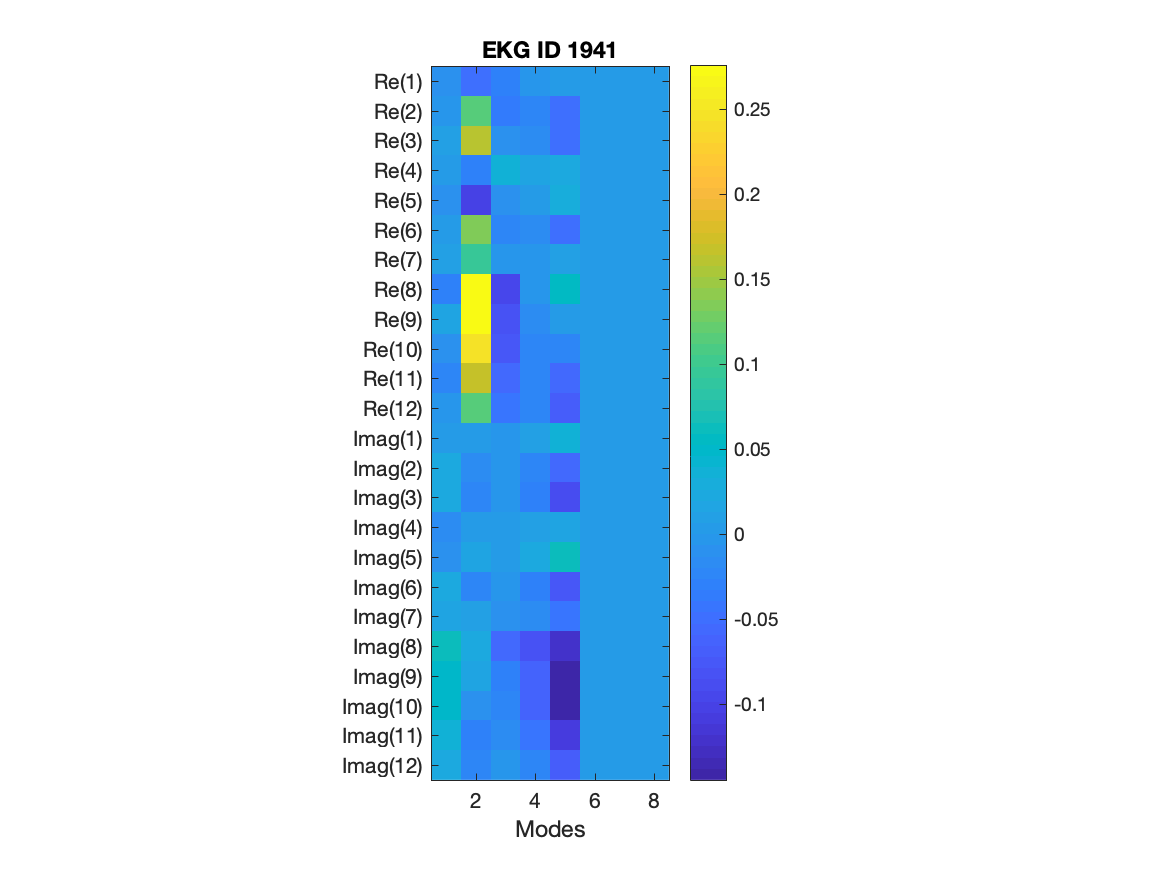 EKG ID 1941
Re(1)
Re(2)
Re(3)
Re(4)
Re(5)
Re(6)
Re(7)
Re(8)
Re(9)
Re(10)
Re(11)
Re(12)
Imag(1)
Imag(2)
Imag(3)
Imag(4)
Imag(5)
Imag(6)
Imag(7)
Imag(8)
Imag(9)
Imag(10)
Imag(11)
Imag(12)
2 4 6 8
Modes
0.25
0.2
0.15
0.1
0.05
0
-0.05
-0.1